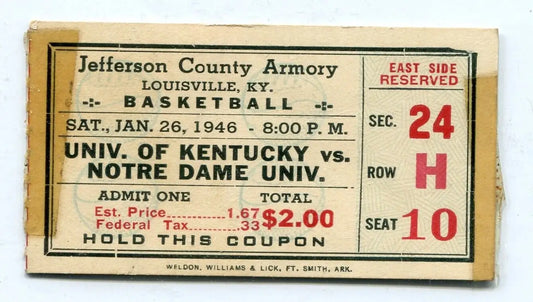 Jefferson County Armory
LOUISVILLE, KY.
-:- BASKETBALL -:-
SAT., JAN. 26, 1946 - 8:00 P. M.
UNIV. OF KENTUCKY vs.
NOTRE DAME UNIV.
ADMIT ONE TOTAL
Est. Price 1.67 $2.00
Federal Tax .33
HOLD THIS COUPON
EAST SIDE
RESERVED
SEC. 24
ROW H
SEAT 10
WELDON, WILLIAMS & LICK, FT. SMITH, ARK.